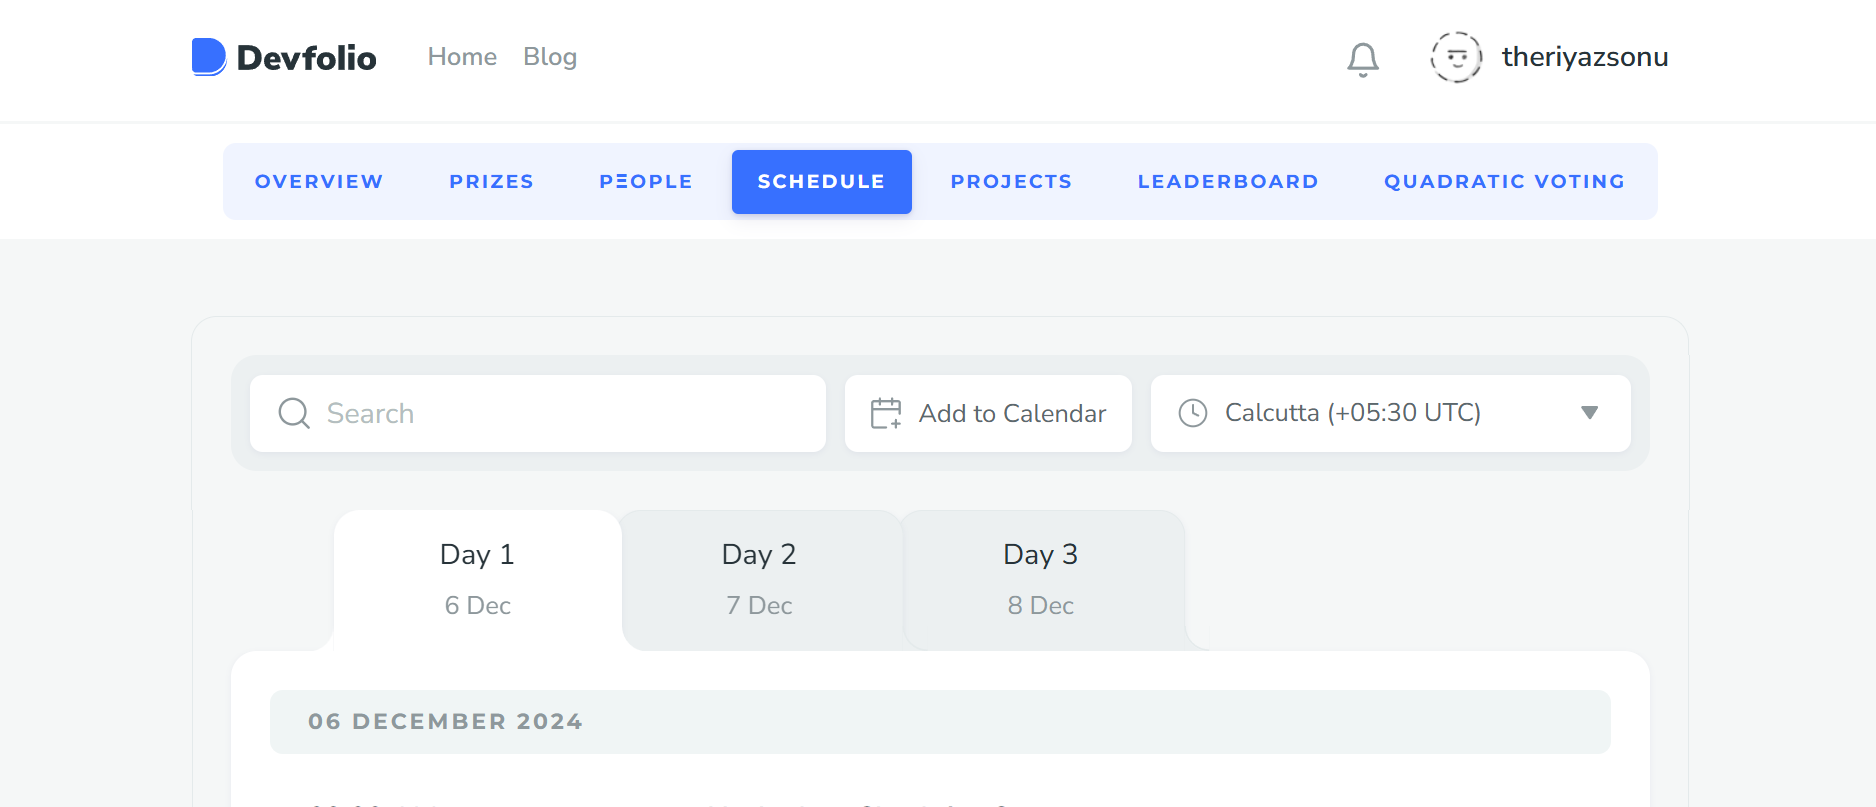 Devfolio
Home
Blog
theriyazsonu
OVERVIEW
PRIZES
PEOPLE
SCHEDULE
PROJECTS
LEADERBOARD
QUADRATIC VOTING
Search
Add to Calendar
Calcutta (+05:30 UTC)
Day 1
6 Dec
Day 2
7 Dec
Day 3
8 Dec
06 DECEMBER 2024